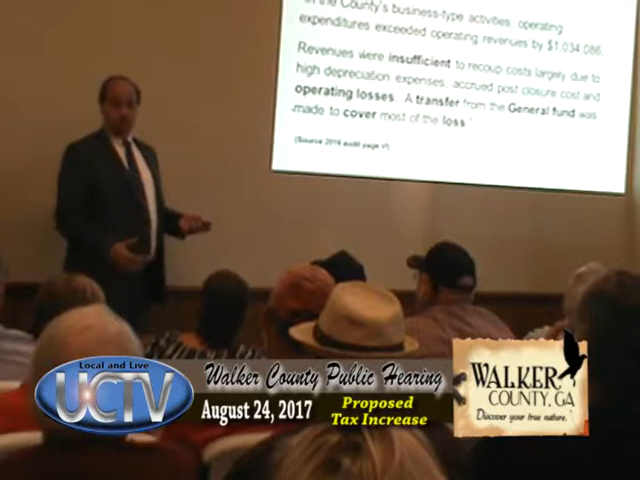 In the County's business-type activities, operating
expenditures exceeded operating revenues by $1,034,086.
Revenues were insufficient to recoup costs largely due to
high depreciation expenses, accrued post closure cost and
operating losses. A transfer from the General fund was
made to cover most of the loss.
(Source 2016 audit page V)
Local and Live
UCTV
Walker County Public Hearing
August 24, 2017
Proposed
Tax Increase
WALKER
COUNTY, GA
Discover your true nature.